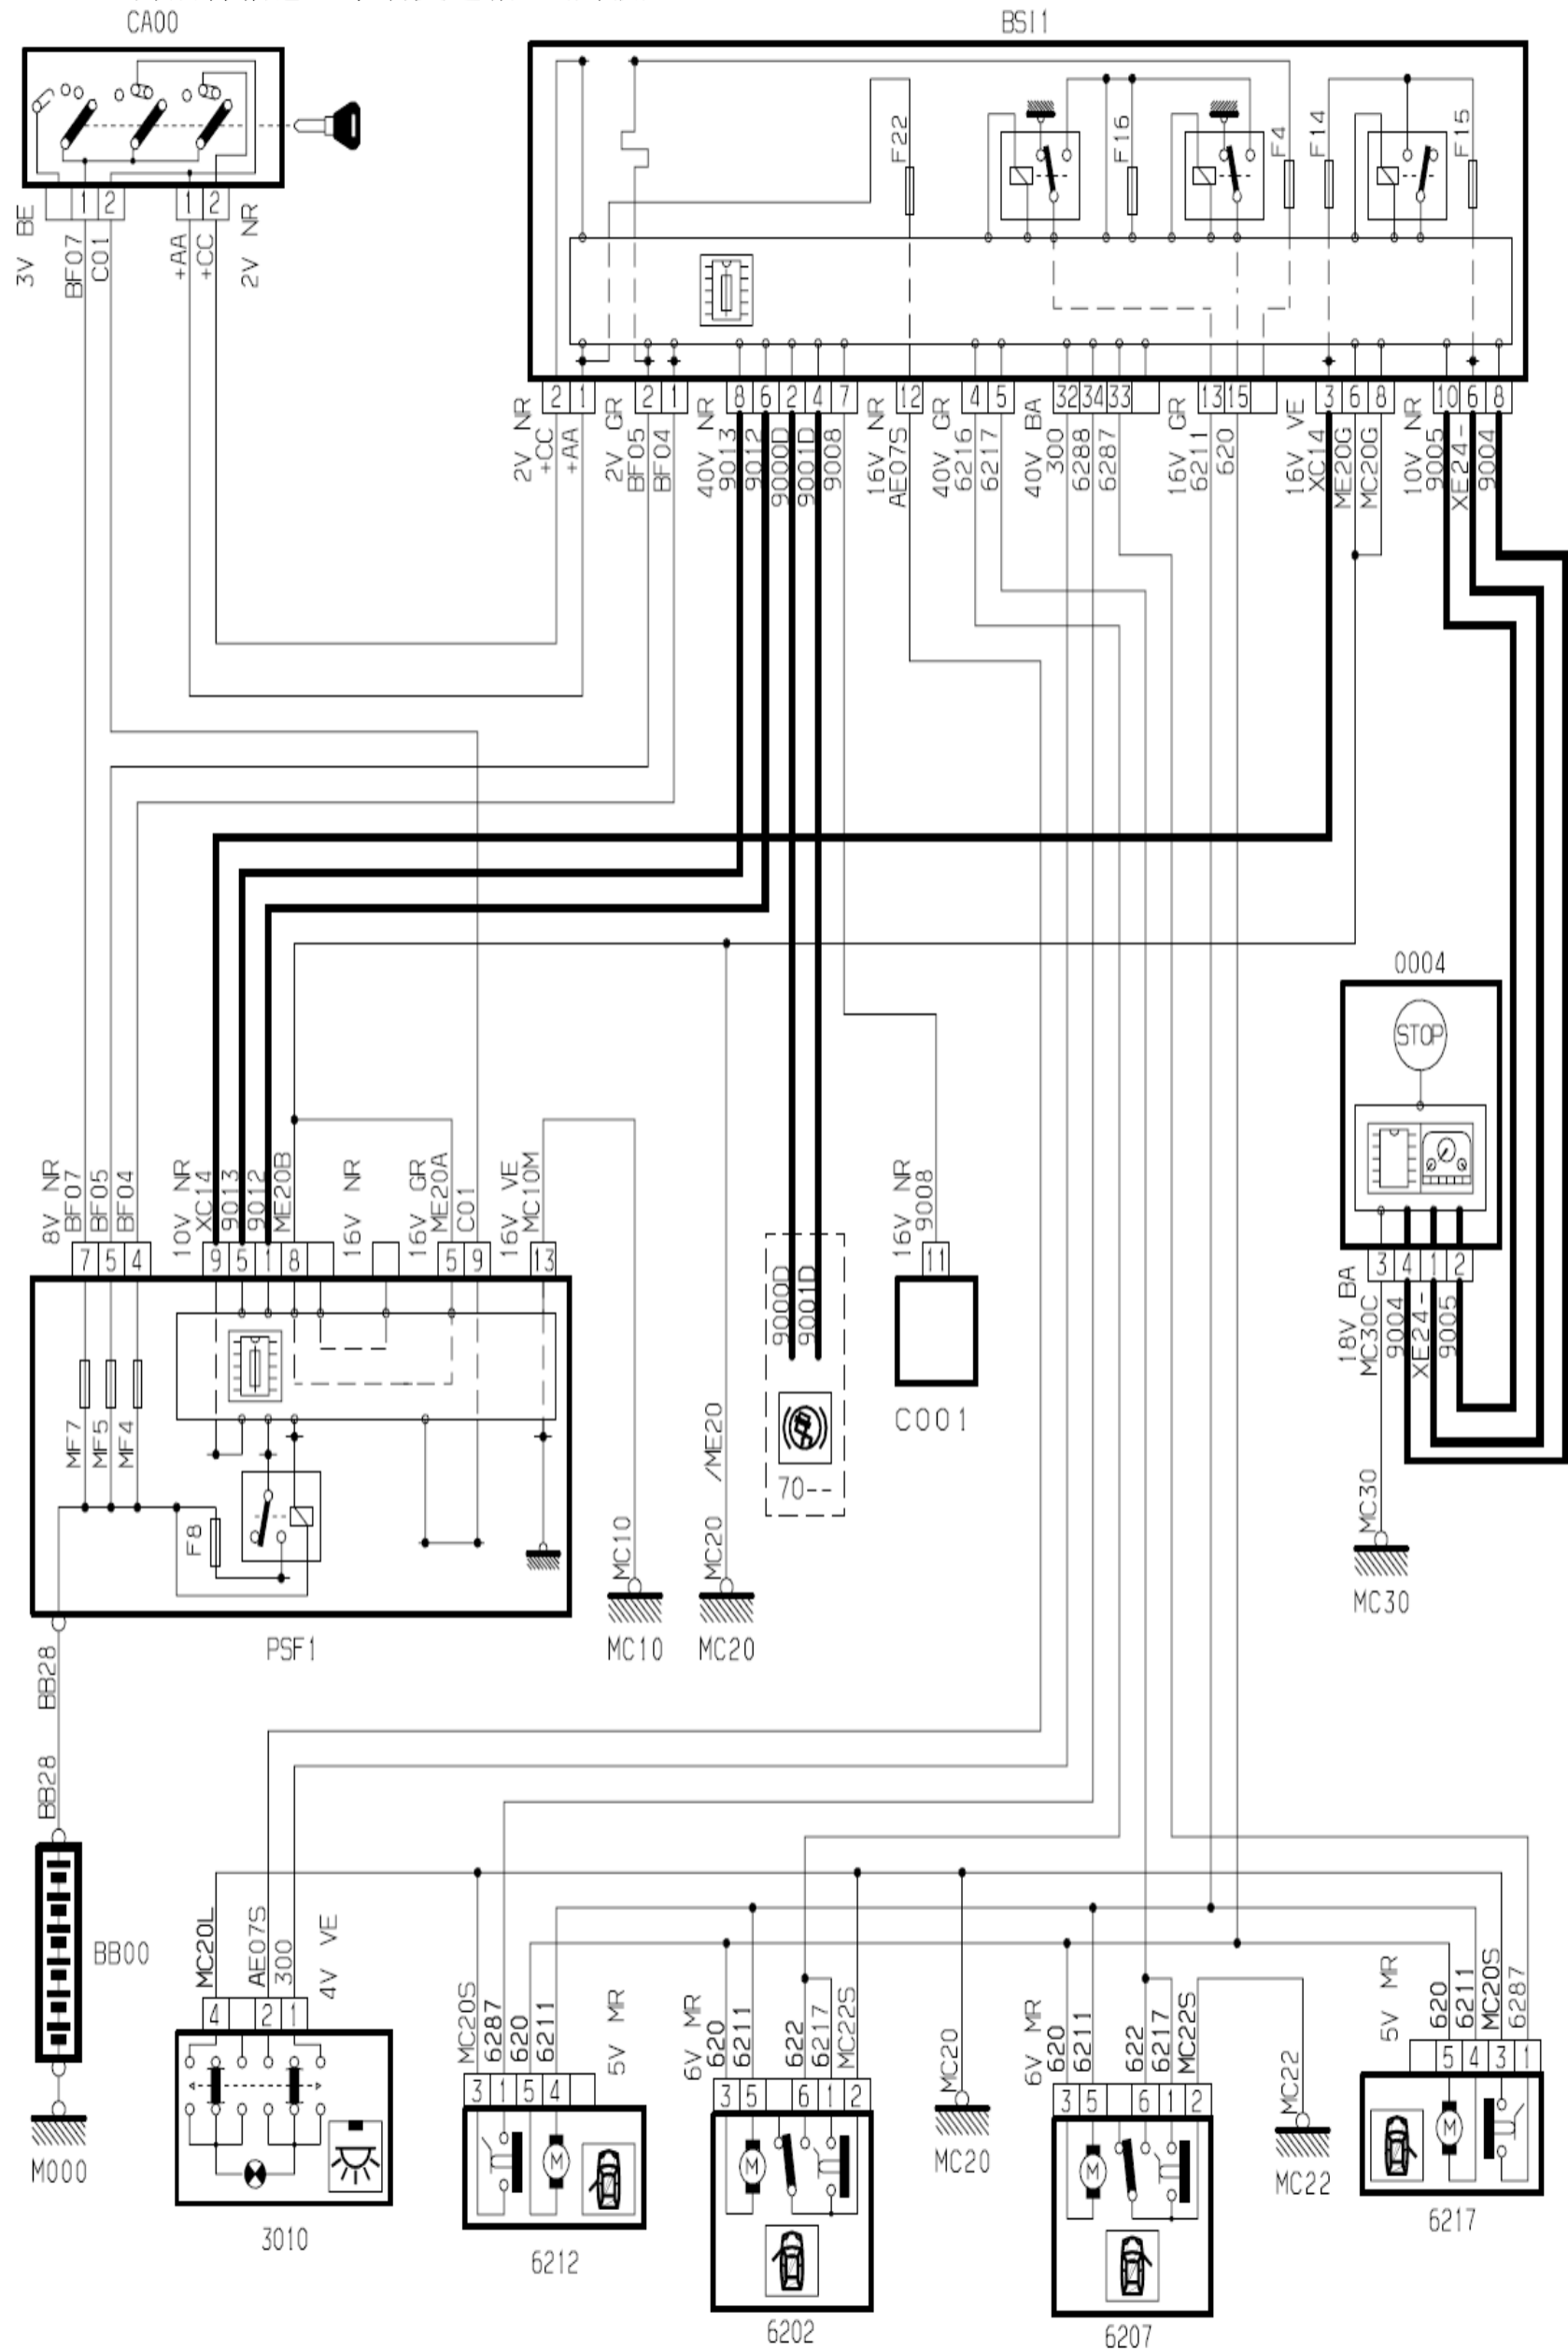 CA00
BSI1
F22
F16
F4
F14
F15
1 2
1 2
3V BE
BF07
C01
+AA
+CC
2V NR
2 1
2 1
8 6 2 4 7
12
4 5
32 34 33
13 15
3 6 8
10 6 8
2V NR
+CC
+AA
2V GR
BF05
BF04
40V NR
9013
9012
9000D
9001D
9008
16V NR
AE07S
40V GR
6216
6217
40V BA
300
6288
6287
16V GR
6211
620
16V VE
XC14
ME20G
MC20G
10V NR
9005
XE24-
9004
0004
STOP
3 4 1 2
18V BA
MC30C
9004
XE24-
9005
MC30
MC30
8V NR
BF07
BF05
BF04
10V NR
XC14
9013
9012
ME20B
16V NR
16V GR
ME20A
C01
16V VE
MC10M
7 5 4
9 5 1 8
5 9
13
MF7
MF5
MF4
F8
PSF1
MC10
MC10
MC20 /ME20
MC20
9000D
9001D
70--
16V NR
9008
11
C001
BB28
BB28
BB00
M000
MC20L
AE07S
300
4V VE
4 2 1
3010
MC20S
6287
620
6211
5V MR
3 1 5 4
M
6212
6V MR
620
6211
622
6217
MC22S
3 5 6 1 2
M
6202
MC20
MC20
6V MR
620
6211
622
6217
MC22S
3 5 6 1 2
M
6207
MC22
MC22
5V MR
620
6211
MC20S
6287
5 4 3 1
M
6217